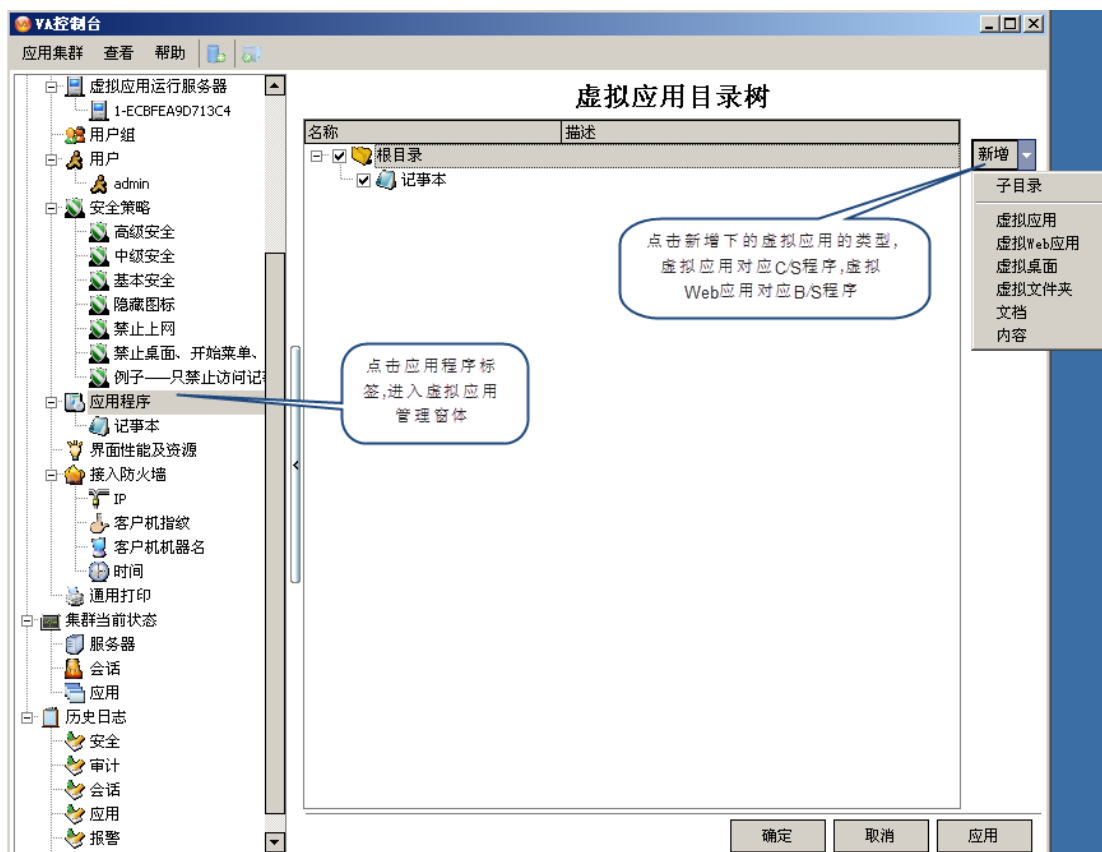 VA控制台
应用集群 查看 帮助
虚拟应用运行服务器
1-ECBFEA9D713C4
用户组
用户
admin
安全策略
高级安全
中级安全
基本安全
隐藏图标
禁止上网
禁止桌面、开始菜单、
例子——只禁止访问记
应用程序
记事本
界面性能及资源
接入防火墙
IP
客户机指纹
客户机机器名
时间
通用打印
集群当前状态
服务器
会话
应用
历史日志
安全
审计
会话
应用
报警
虚拟应用目录树
名称 描述
根目录
记事本
新增
子目录
虚拟应用
虚拟Web应用
虚拟桌面
虚拟文件夹
文档
内容
点击新增下的虚拟应用的类型,
虚拟应用对应C/S程序,虚拟
Web应用对应B/S程序
点击应用程序标
签,进入虚拟应用
管理窗体
确定 取消 应用